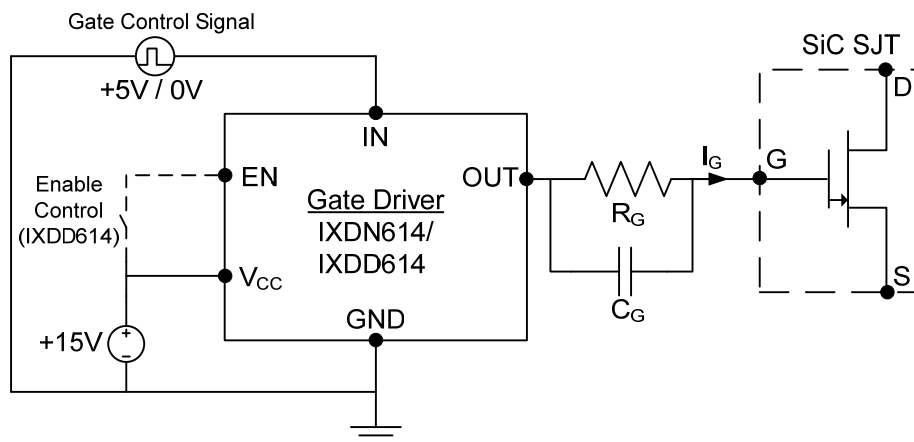 Gate Control Signal
+5V / 0V
SiC SJT
D
IN
EN
Enable
Control
(IXDD614)
Gate Driver
IXDN614/
IXDD614
OUT
I_G
G
R_G
V_CC
C_G
S
GND
+15V
+
-